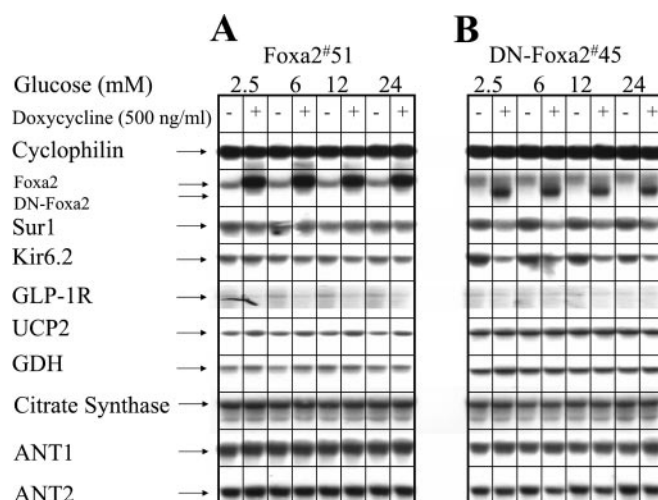 A B
Foxa2#51 DN-Foxa2#45
Glucose (mM) 2.5 6 12 24 2.5 6 12 24
Doxycycline (500 ng/ml) - + - + - + - + - + - + - + - +
Cyclophilin
Foxa2
DN-Foxa2
Sur1
Kir6.2
GLP-1R
UCP2
GDH
Citrate Synthase
ANT1
ANT2